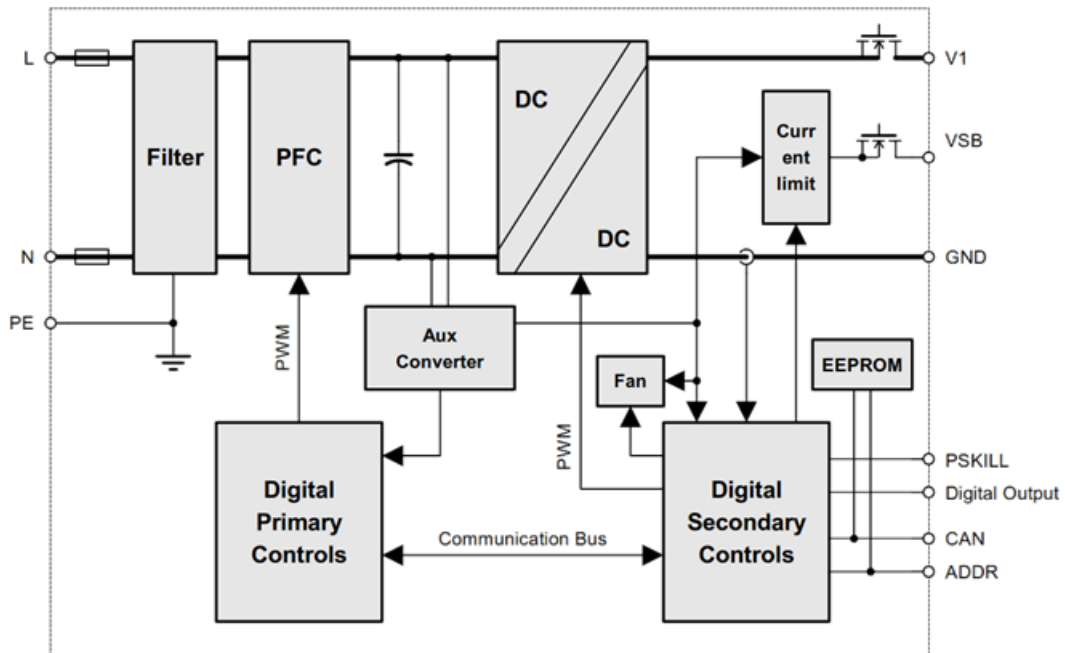 L
V1
DC
Filter
PFC
Curr
ent
limit
VSB
DC
N
GND
PE
PWM
Aux
Converter
Fan
EEPROM
PWM
Digital
Primary
Controls
Communication Bus
Digital
Secondary
Controls
PSKILL
Digital Output
CAN
ADDR